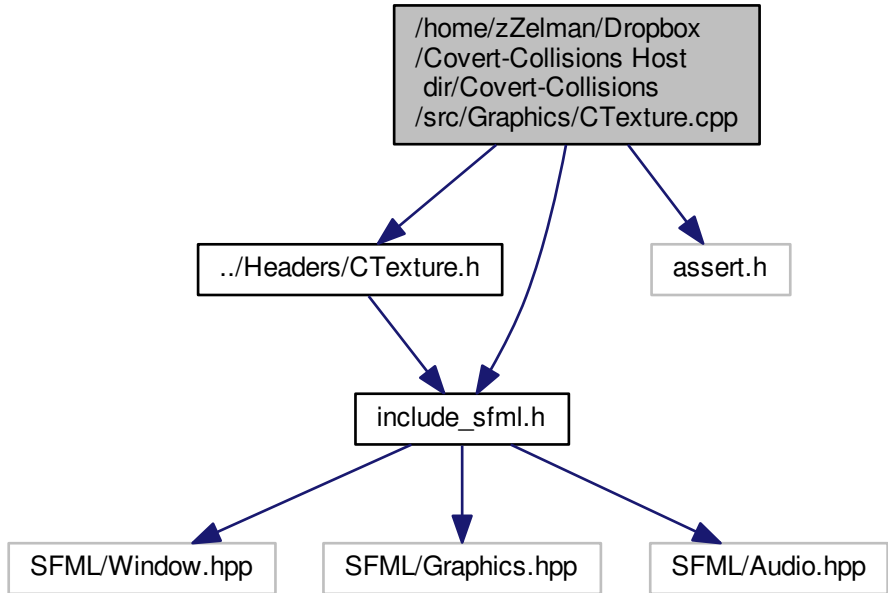 /home/zZelman/Dropbox
/Covert-Collisions Host
dir/Covert-Collisions
/src/Graphics/CTexture.cpp
../Headers/CTexture.h
assert.h
include_sfml.h
SFML/Window.hpp
SFML/Graphics.hpp
SFML/Audio.hpp